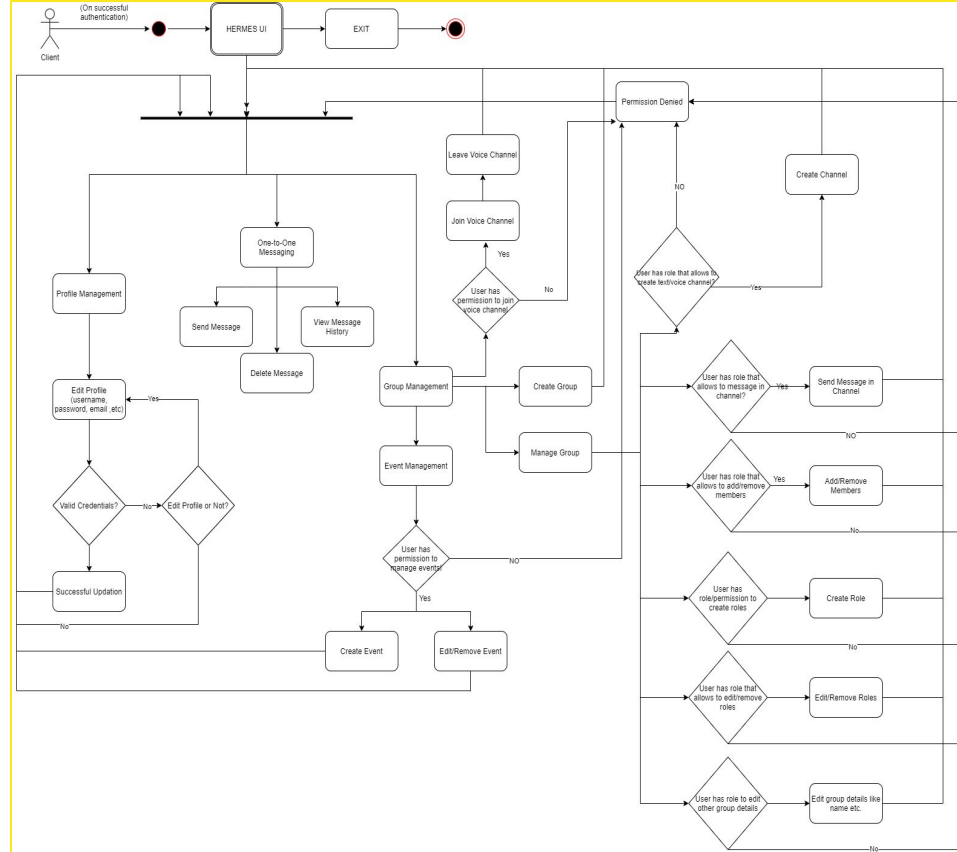 (On successful
authentication)
Client
HERMES UI
EXIT
Permission Denied
Leave Voice Channel
Create Channel
NO
Join Voice Channel
One-to-One
Messaging
Yes
User has role that allows to
create text/voice channel?
Yes
Profile Management
User has
permission to join
voice channel
No
Send Message
View Message
History
Delete Message
Edit Profile
(username,
password, email ,etc)
Yes
Group Management
Create Group
User has role that
allows to message in
channel?
Yes
Send Message in
Channel
NO
Manage Group
Event Management
User has role that
allows to add/remove
members
Yes
Add/Remove
Members
No
Valid Credentials?
No
Edit Profile or Not?
User has
permission to
manage events!
NO
Yes
Successful Updation
No
User has
role/permission to
create roles
Create Role
No
Create Event
Edit/Remove Event
User has role that
allows to edit/remove
roles
Edit/Remove Roles
User has role to edit
other group details
Edit group details like
name etc.
No